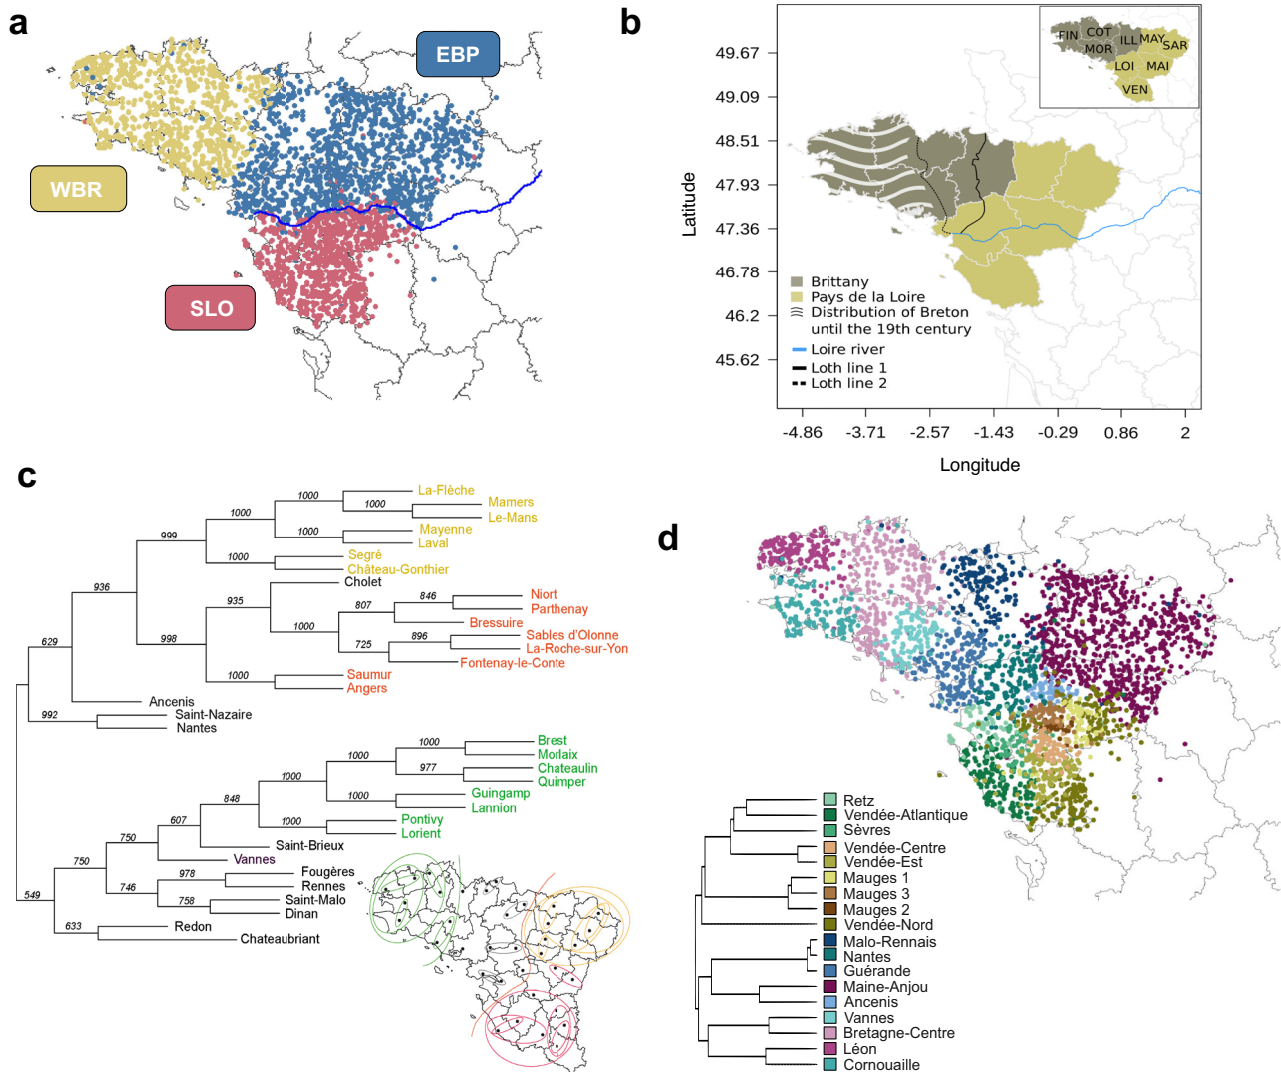 a
EBP
WBR
SLO
b
49.67
49.09
48.51
47.93
47.36
46.78
46.2
45.62
Latitude
FIN
COT
MOR
ILL
MAY
SAR
LOI
MAI
VEN
Brittany
Pays de la Loire
Distribution of Breton
until the 19th century
Loire river
Loth line 1
Loth line 2
-4.86
-3.71
-2.57
-1.43
-0.29
0.86
2
Longitude
c
1000
La-Flèche
1000
Mamers
Le-Mans
1000
1000
Mayenne
Laval
999
1000
Segré
Château-Gonthier
936
Cholet
935
846
Niort
Parthenay
807
Bressuire
1000
896
Sables d'Olonne
La-Roche-sur-Yon
725
Fontenay-le-Conte
998
629
1000
Saumur
Angers
Ancenis
992
Saint-Nazaire
Nantes
1000
Brest
Morlaix
1000
977
Chateaulin
Quimper
1000
1000
Guingamp
Lannion
848
1000
Pontivy
Lorient
607
Saint-Brieux
750
Vannes
750
978
Fougères
Rennes
746
758
Saint-Malo
Dinan
549
633
Redon
Chateaubriant
d
Retz
Vendée-Atlantique
Sèvres
Vendée-Centre
Vendée-Est
Mauges 1
Mauges 3
Mauges 2
Vendée-Nord
Malo-Rennais
Nantes
Guérande
Maine-Anjou
Ancenis
Vannes
Bretagne-Centre
Léon
Cornouaille